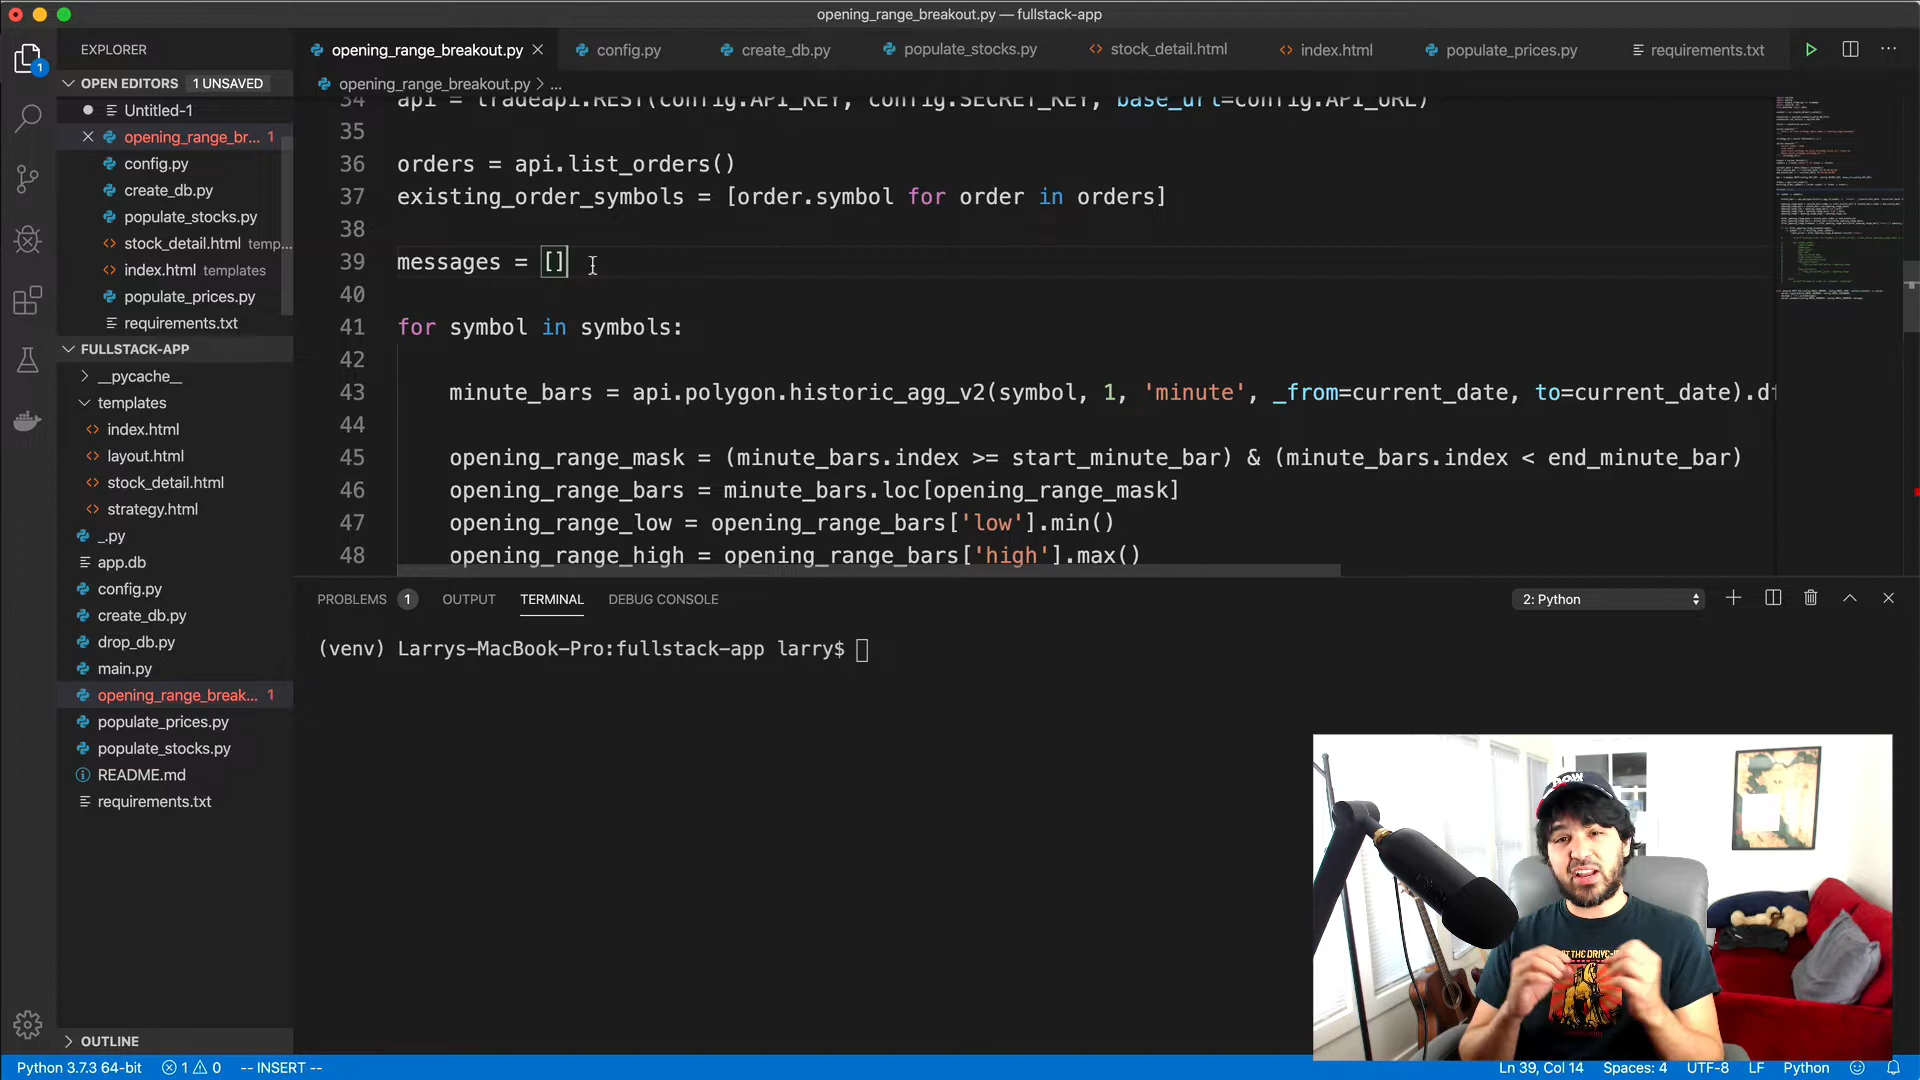 opening_range_breakout.py — fullstack-app
EXPLORER
opening_range_breakout.py
config.py
create_db.py
populate_stocks.py
stock_detail.html
index.html
populate_prices.py
requirements.txt
OPEN EDITORS 1 UNSAVED
opening_range_breakout.py > ...
Untitled-1
opening_range_br... 1
config.py
create_db.py
populate_stocks.py
stock_detail.html temp...
index.html templates
populate_prices.py
requirements.txt
FULLSTACK-APP
__pycache__
templates
index.html
layout.html
stock_detail.html
strategy.html
_.py
app.db
config.py
create_db.py
drop_db.py
main.py
opening_range_break... 1
populate_prices.py
populate_stocks.py
README.md
requirements.txt
OUTLINE
34 api = tradeapi.REST(config.API_KEY, config.SECRET_KEY, base_url=config.API_URL)
35
36 orders = api.list_orders()
37 existing_order_symbols = [order.symbol for order in orders]
38
39 messages = []
40
41 for symbol in symbols:
42
43 minute_bars = api.polygon.historic_agg_v2(symbol, 1, 'minute', _from=current_date, to=current_date).df
44
45 opening_range_mask = (minute_bars.index >= start_minute_bar) & (minute_bars.index < end_minute_bar)
46 opening_range_bars = minute_bars.loc[opening_range_mask]
47 opening_range_low = opening_range_bars['low'].min()
48 opening_range_high = opening_range_bars['high'].max()
PROBLEMS 1 OUTPUT TERMINAL DEBUG CONSOLE
2: Python
(venv) Larrys-MacBook-Pro:fullstack-app larry$
Python 3.7.3 64-bit 1 0 -- INSERT --
Ln 39, Col 14 Spaces: 4 UTF-8 LF Python